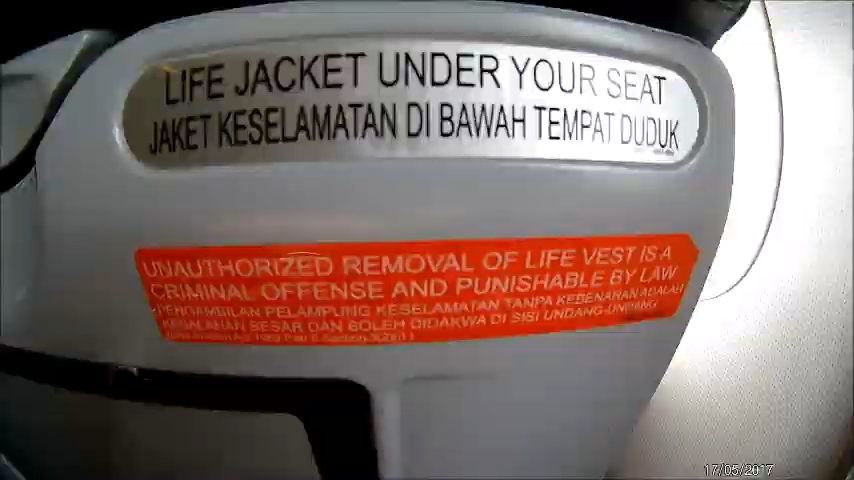 LIFE JACKET UNDER YOUR SEAT
JAKET KESELAMATAN DI BAWAH TEMPAT DUDUK
UNAUTHORIZED REMOVAL OF LIFE VEST IS A
CRIMINAL OFFENSE AND PUNISHABLE BY LAW
PENGAMBILAN PELAMPUNG KESELAMATAN TANPA KEBENARAN ADALAH
KESALAHAN BESAR DAN BOLEH DIDAKWA DI SISI UNDANG-UNDANG
17/05/2017